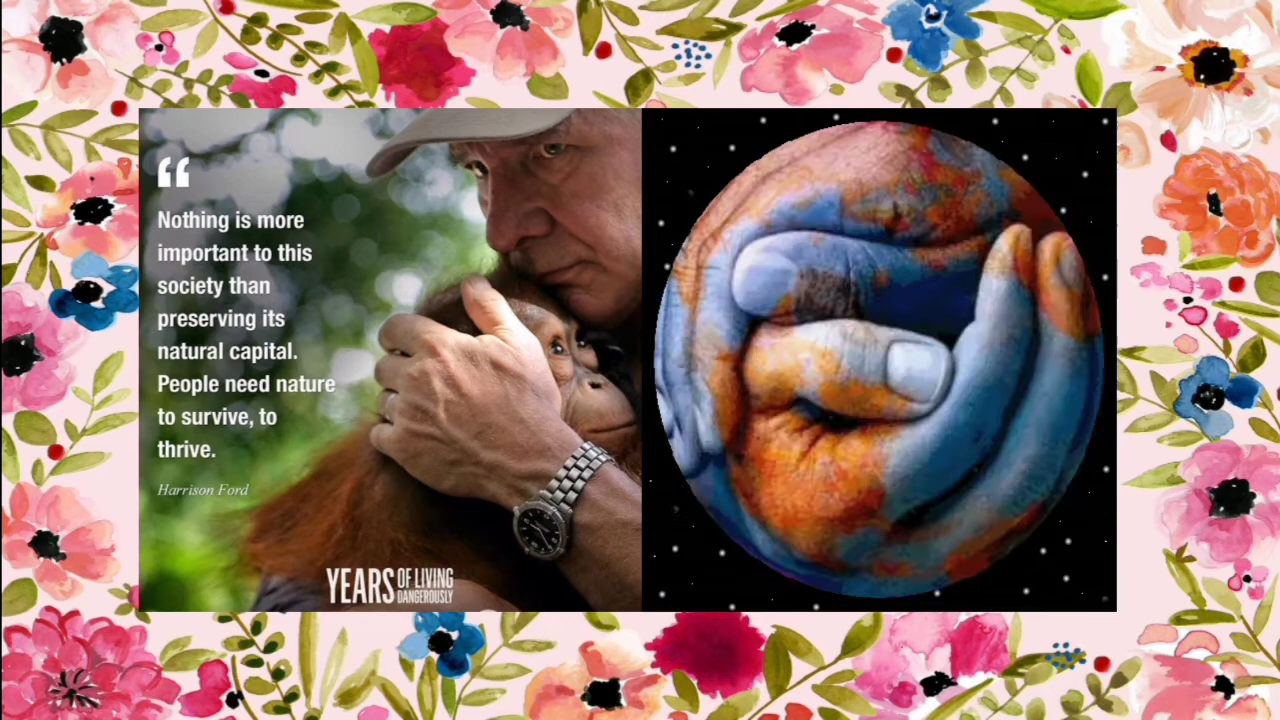 “
Nothing is more
important to this
society than
preserving its
natural capital.
People need nature
to survive, to
thrive.
Harrison Ford
YEARS OF LIVING
DANGEROUSLY